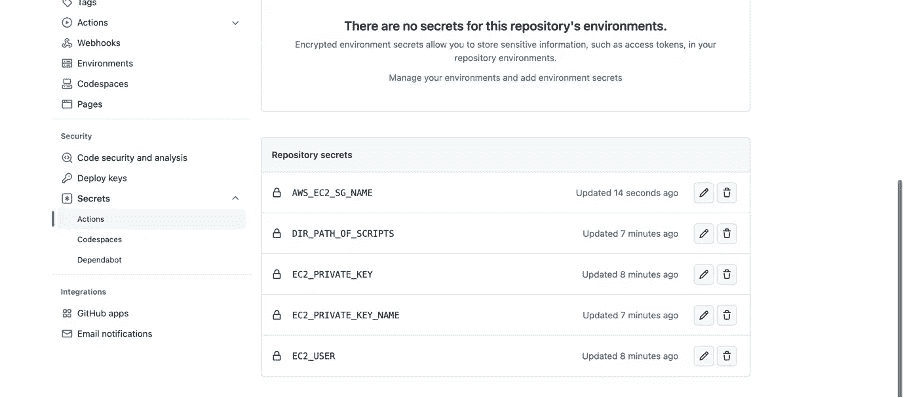 Tags
Actions
Webhooks
Environments
Codespaces
Pages
Security
Code security and analysis
Deploy keys
Secrets
Actions
Codespaces
Dependabot
Integrations
GitHub apps
Email notifications
There are no secrets for this repository's environments.
Encrypted environment secrets allow you to store sensitive information, such as access tokens, in your
repository environments.
Manage your environments and add environment secrets
Repository secrets
AWS_EC2_SG_NAME Updated 14 seconds ago
DIR_PATH_OF_SCRIPTS Updated 7 minutes ago
EC2_PRIVATE_KEY Updated 8 minutes ago
EC2_PRIVATE_KEY_NAME Updated 7 minutes ago
EC2_USER Updated 8 minutes ago